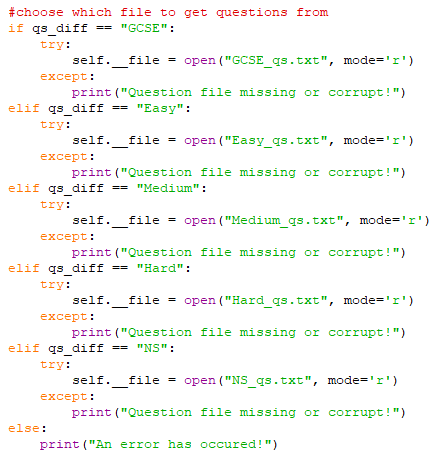 #choose which file to get questions from
if qs_diff == "GCSE":
    try:
        self.__file = open("GCSE_qs.txt", mode='r')
    except:
        print("Question file missing or corrupt!")
elif qs_diff == "Easy":
    try:
        self.__file = open("Easy_qs.txt", mode='r')
    except:
        print("Question file missing or corrupt!")
elif qs_diff == "Medium":
    try:
        self.__file = open("Medium_qs.txt", mode='r')
    except:
        print("Question file missing or corrupt!")
elif qs_diff == "Hard":
    try:
        self.__file = open("Hard_qs.txt", mode='r')
    except:
        print("Question file missing or corrupt!")
elif qs_diff == "NS":
    try:
        self.__file = open("NS_qs.txt", mode='r')
    except:
        print("Question file missing or corrupt!")
else:
    print("An error has occured!")